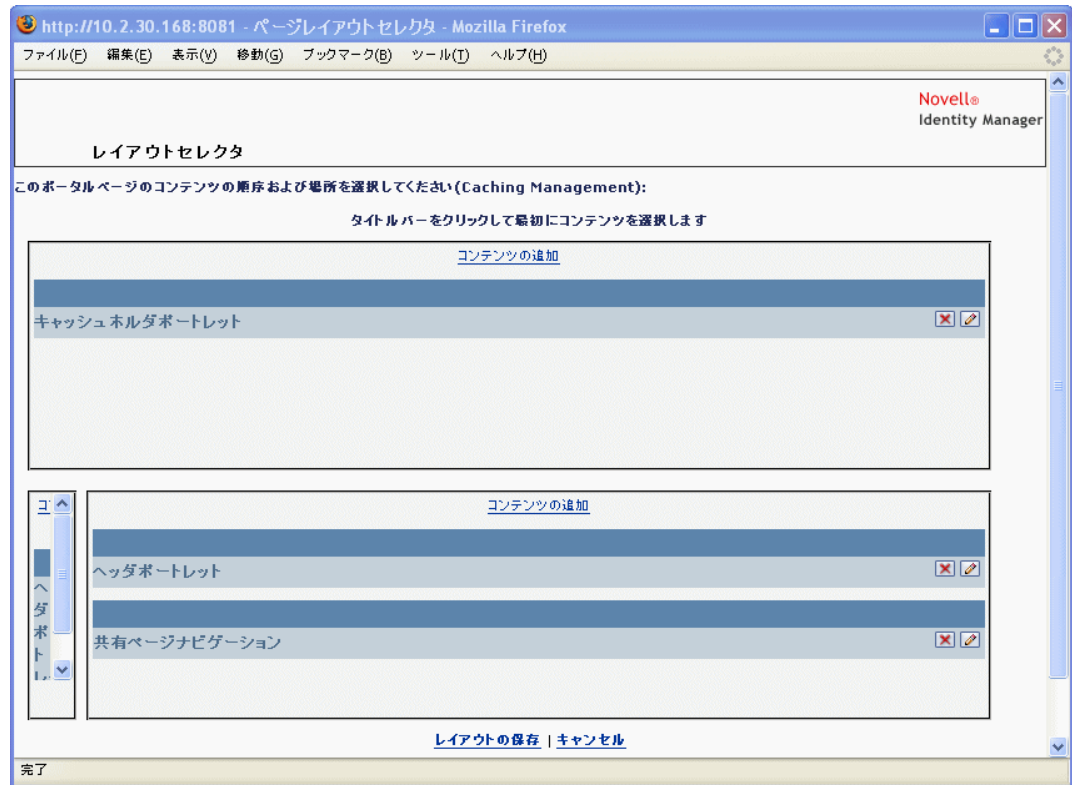 http://10.2.30.168:8081 - ページレイアウトセレクタ - Mozilla Firefox
ファイル(F) 編集(E) 表示(V) 移動(G) ブックマーク(B) ツール(T) ヘルプ(H)
Novell®
Identity Manager
レイアウトセレクタ
このポータルページのコンテンツの順序および場所を選択してください(Caching Management):
タイトルバーをクリックして最初にコンテンツを選択します
コンテンツの追加
キャッシュホルダポートレット
コンテンツの追加
ヘッダポートレット
共有ページナビゲーション
レイアウトの保存 | キャンセル
完了